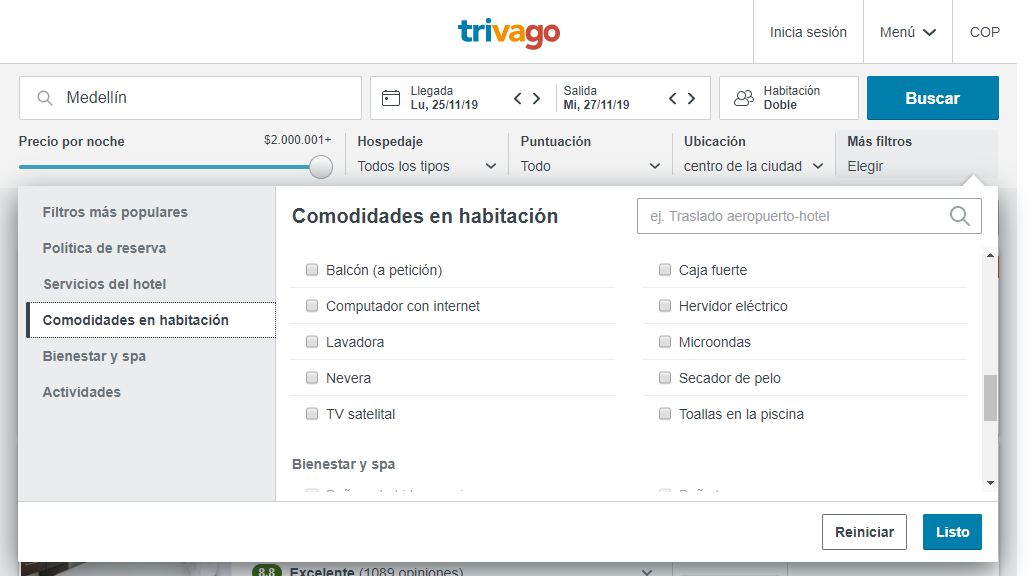 trivago
Inicia sesión
Menú
COP
Medellín
Llegada
Lu, 25/11/19
Salida
Mi, 27/11/19
Habitación
Doble
Buscar
Precio por noche
$2.000.001+
Hospedaje
Todos los tipos
Puntuación
Todo
Ubicación
centro de la ciudad
Más filtros
Elegir
Filtros más populares
Política de reserva
Servicios del hotel
Comodidades en habitación
Bienestar y spa
Actividades
Comodidades en habitación
ej. Traslado aeropuerto-hotel
Balcón (a petición)
Caja fuerte
Computador con internet
Hervidor eléctrico
Lavadora
Microondas
Nevera
Secador de pelo
TV satelital
Toallas en la piscina
Bienestar y spa
Reiniciar
Listo
8.8 Excelente (1089 opiniones)